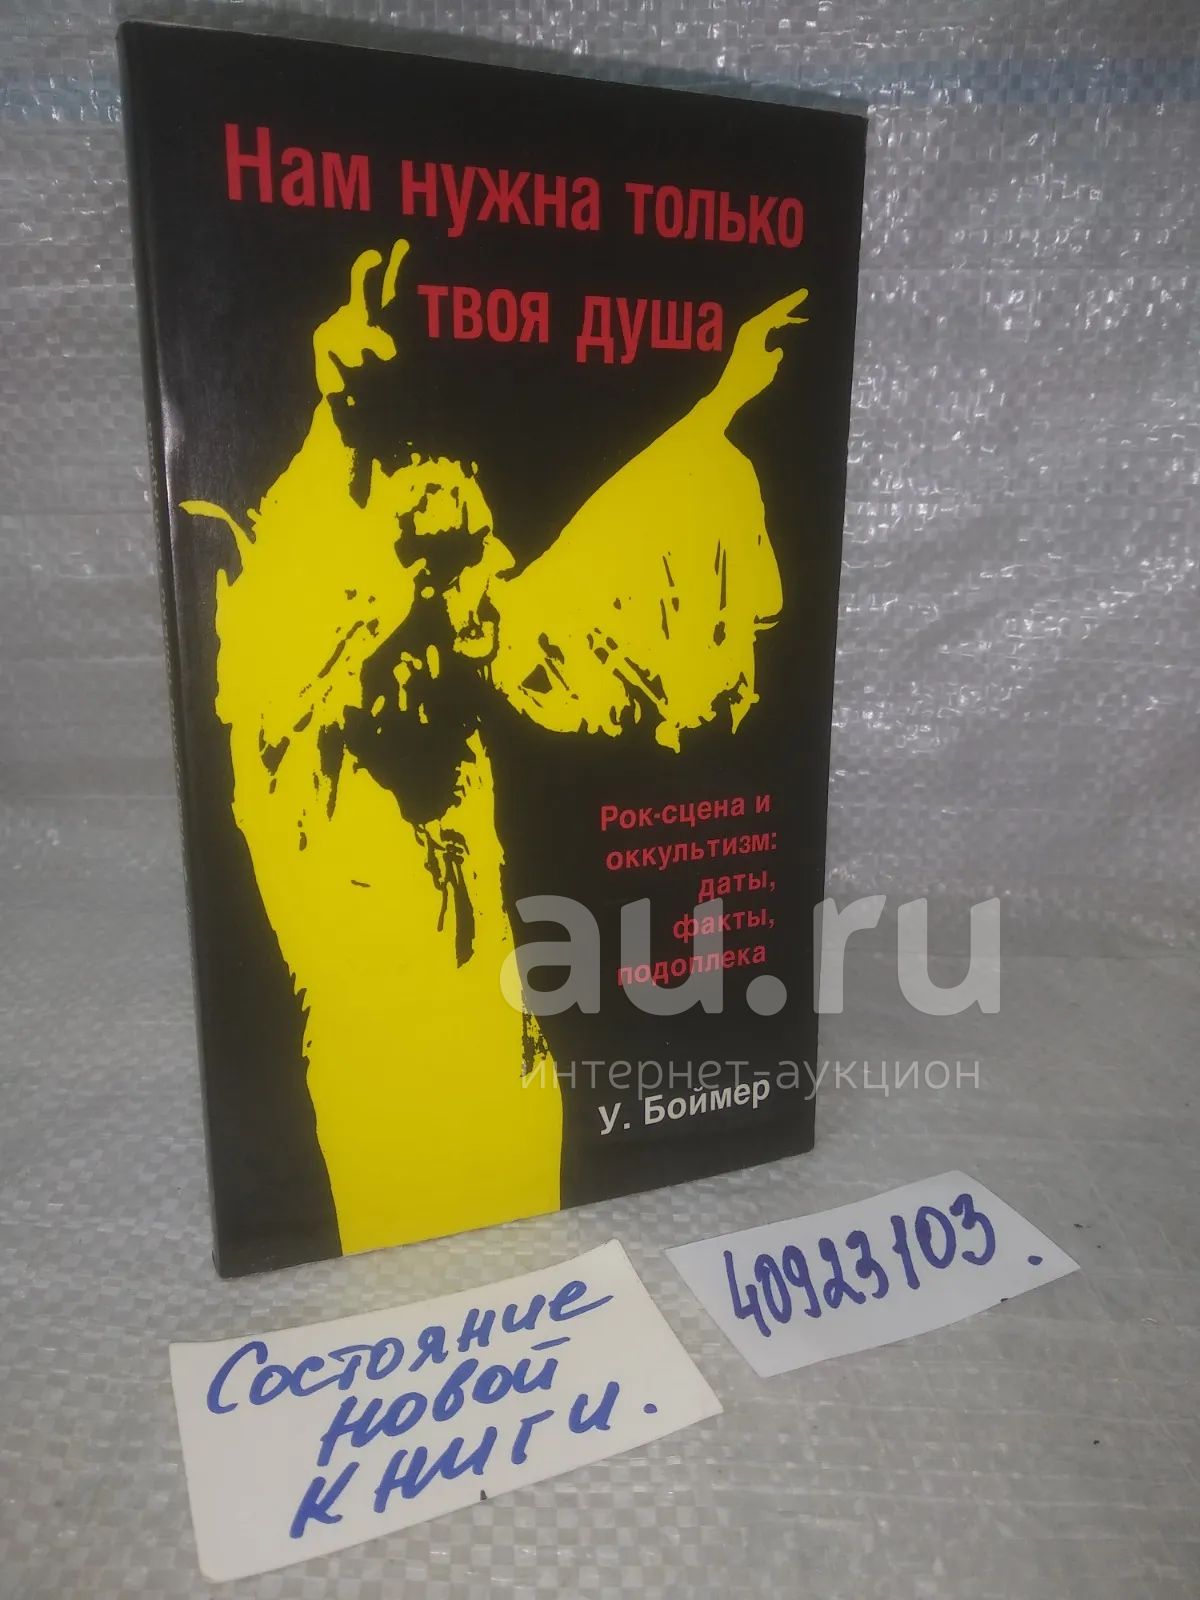 Нам нужна только
твоя душа
Рок-сцена и
оккультизм:
даты,
факты,
подоплека
au.ru
интернет-аукцион
У. Боймер
40923103.
Состояние
новой
книги.